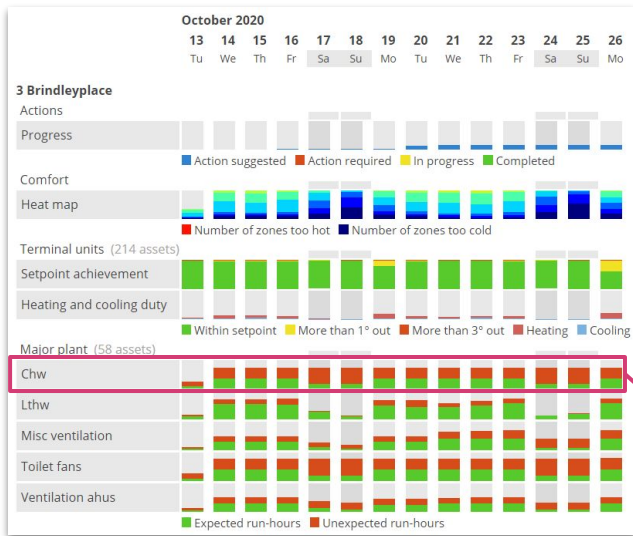 October 2020
13 14 15 16 17 18 19 20 21 22 23 24 25 26
Tu We Th Fr Sa Su Mo Tu We Th Fr Sa Su Mo
3 Brindleyplace
Actions
Progress
Action suggested Action required In progress Completed
Comfort
Heat map
Number of zones too hot Number of zones too cold
Terminal units (214 assets)
Setpoint achievement
Heating and cooling duty
Within setpoint More than 1° out More than 3° out Heating Cooling
Major plant (58 assets)
Chw
Lthw
Misc ventilation
Toilet fans
Ventilation ahus
Expected run-hours Unexpected run-hours